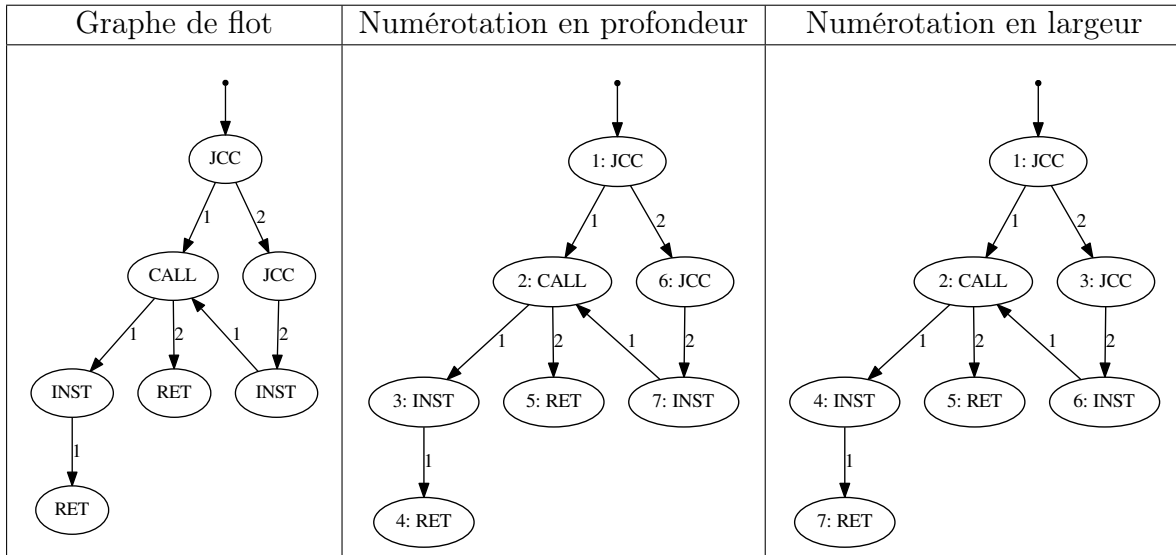 Graphe de flot
Numérotation en profondeur
Numérotation en largeur
JCC
1 2
CALL JCC
1 2 1 2
INST RET INST
1
RET
1: JCC
1 2
2: CALL 6: JCC
1 2 1 2
3: INST 5: RET 7: INST
1
4: RET
1: JCC
1 2
2: CALL 3: JCC
1 2 1 2
4: INST 5: RET 6: INST
1
7: RET